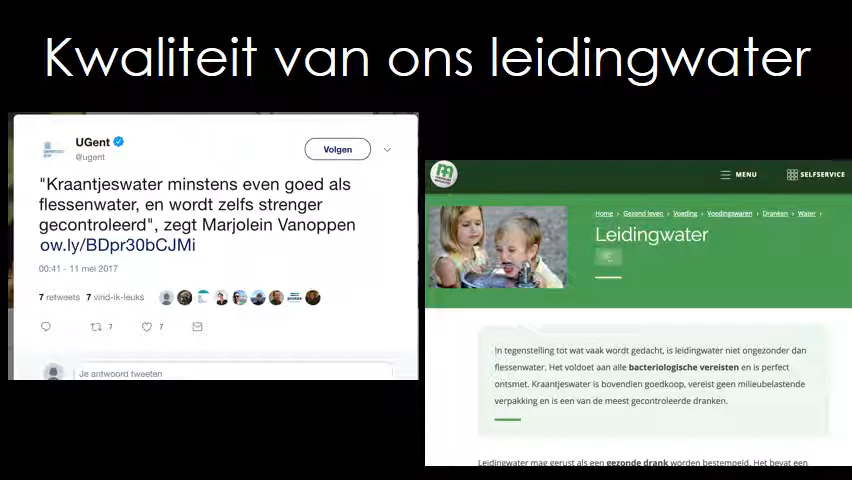 Kwaliteit van ons leidingwater
UGent
@ugent
Volgen
"Kraantjeswater minstens even goed als
flessenwater, en wordt zelfs strenger
gecontroleerd", zegt Marjolein Vanoppen
ow.ly/BDpr30bCJMi
00:41 - 11 mei 2017
7 retweets 7 vind-ik-leuks
7 7
Je antwoord tweeten
MENU SELFSERVICE
Home › Gezond leven › Voeding › Voedingswaren › Dranken › Water ›
Leidingwater
In tegenstelling tot wat vaak wordt gedacht, is leidingwater niet ongezonder dan
flessenwater. Het voldoet aan alle bacteriologische vereisten en is perfect
ontsmet. Kraantjeswater is bovendien goedkoop, vereist geen milieubelastende
verpakking en is een van de meest gecontroleerde dranken.
Leidingwater mag gerust als een gezonde drank worden bestempeld. Het bevat een